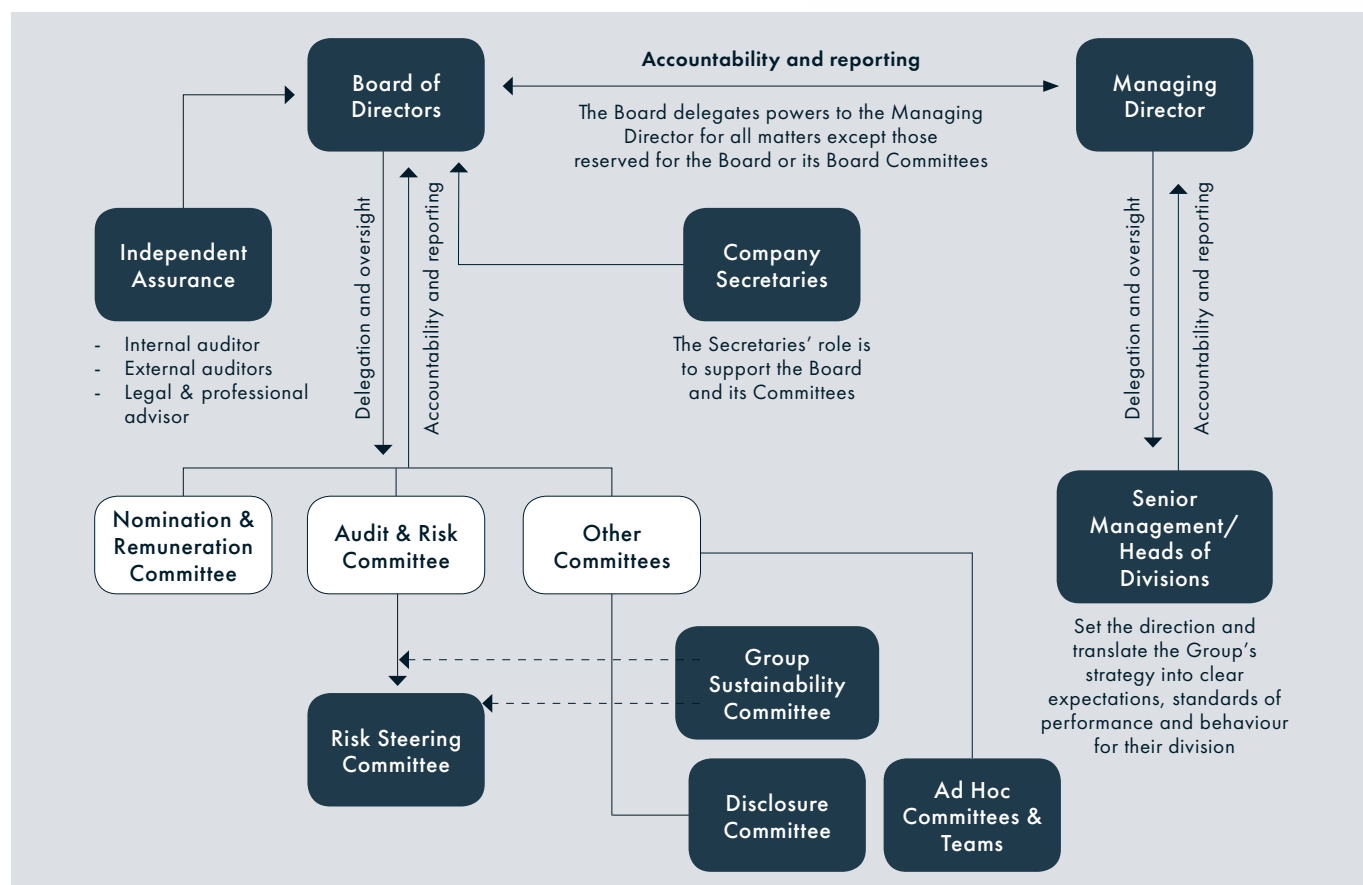 Board of
Directors
Accountability and reporting
The Board delegates powers to the Managing
Director for all matters except those
reserved for the Board or its Board Committees
Managing
Director
Independent
Assurance
- Internal auditor
- External auditors
- Legal & professional
advisor
Delegation and oversight
Accountability and reporting
Company
Secretaries
The Secretaries’ role is
to support the Board
and its Committees
Delegation and oversight
Accountability and reporting
Nomination &
Remuneration
Committee
Audit & Risk
Committee
Other
Committees
Senior
Management/
Heads of
Divisions
Set the direction and
translate the Group’s
strategy into clear
expectations, standards of
performance and behaviour
for their division
Group
Sustainability
Committee
Risk Steering
Committee
Disclosure
Committee
Ad Hoc
Committees &
Teams